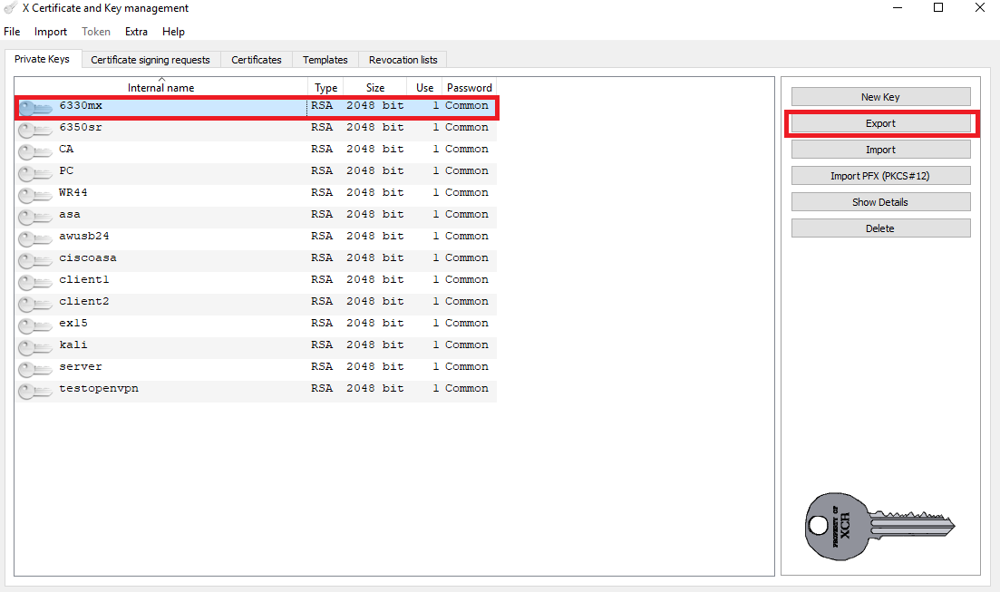 X Certificate and Key management
File Import Token Extra Help
Private Keys Certificate signing requests Certificates Templates Revocation lists
Internal name Type Size Use Password
6330mx RSA 2048 bit 1 Common
6350sr RSA 2048 bit 1 Common
CA RSA 2048 bit 1 Common
PC RSA 2048 bit 1 Common
WR44 RSA 2048 bit 1 Common
asa RSA 2048 bit 1 Common
awusb24 RSA 2048 bit 1 Common
ciscoasa RSA 2048 bit 1 Common
client1 RSA 2048 bit 1 Common
client2 RSA 2048 bit 1 Common
ex15 RSA 2048 bit 1 Common
kali RSA 2048 bit 1 Common
server RSA 2048 bit 1 Common
testopenvpn RSA 2048 bit 1 Common
New Key
Export
Import
Import PFX (PKCS#12)
Show Details
Delete
PROPERTY OF
XCA